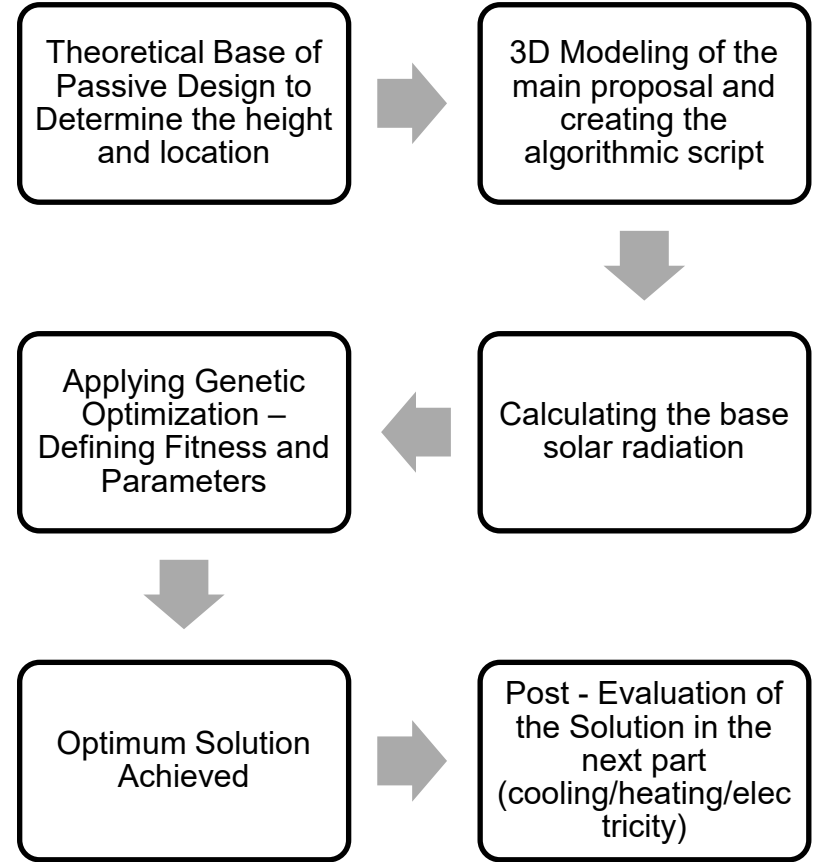 Theoretical Base of
Passive Design to
Determine the height
and location
3D Modeling of the
main proposal and
creating the
algorithmic script
Calculating the base
solar radiation
Applying Genetic
Optimization –
Defining Fitness and
Parameters
Optimum Solution
Achieved
Post - Evaluation of
the Solution in the
next part
(cooling/heating/elec
tricity)